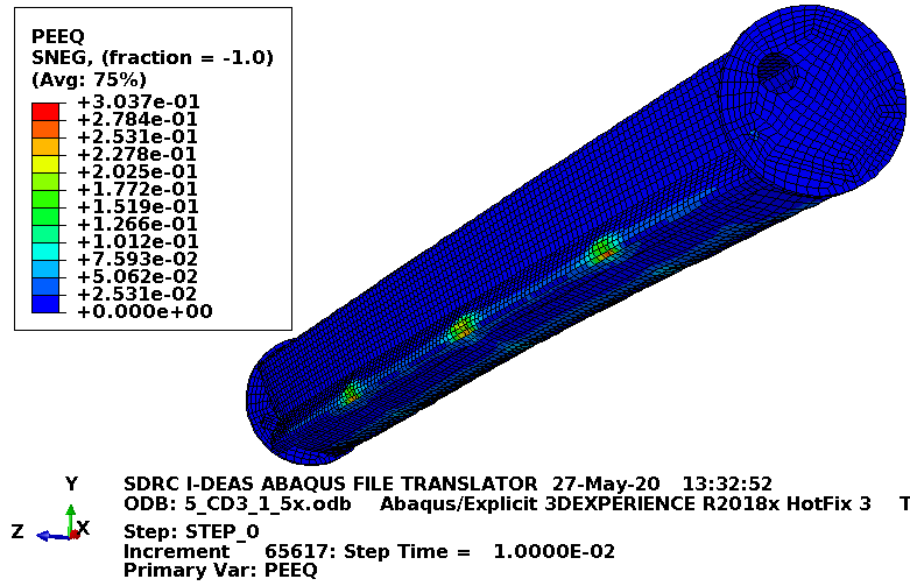 PEEQ
SNEG, (fraction = -1.0)
(Avg: 75%)
+3.037e-01
+2.784e-01
+2.531e-01
+2.278e-01
+2.025e-01
+1.772e-01
+1.519e-01
+1.266e-01
+1.012e-01
+7.593e-02
+5.062e-02
+2.531e-02
+0.000e+00
Y
Z
X
SDRC I-DEAS ABAQUS FILE TRANSLATOR 27-May-20 13:32:52
ODB: 5_CD3_1_5x.odb Abaqus/Explicit 3DEXPERIENCE R2018x HotFix 3 T
Step: STEP_0
Increment 65617: Step Time = 1.0000E-02
Primary Var: PEEQ